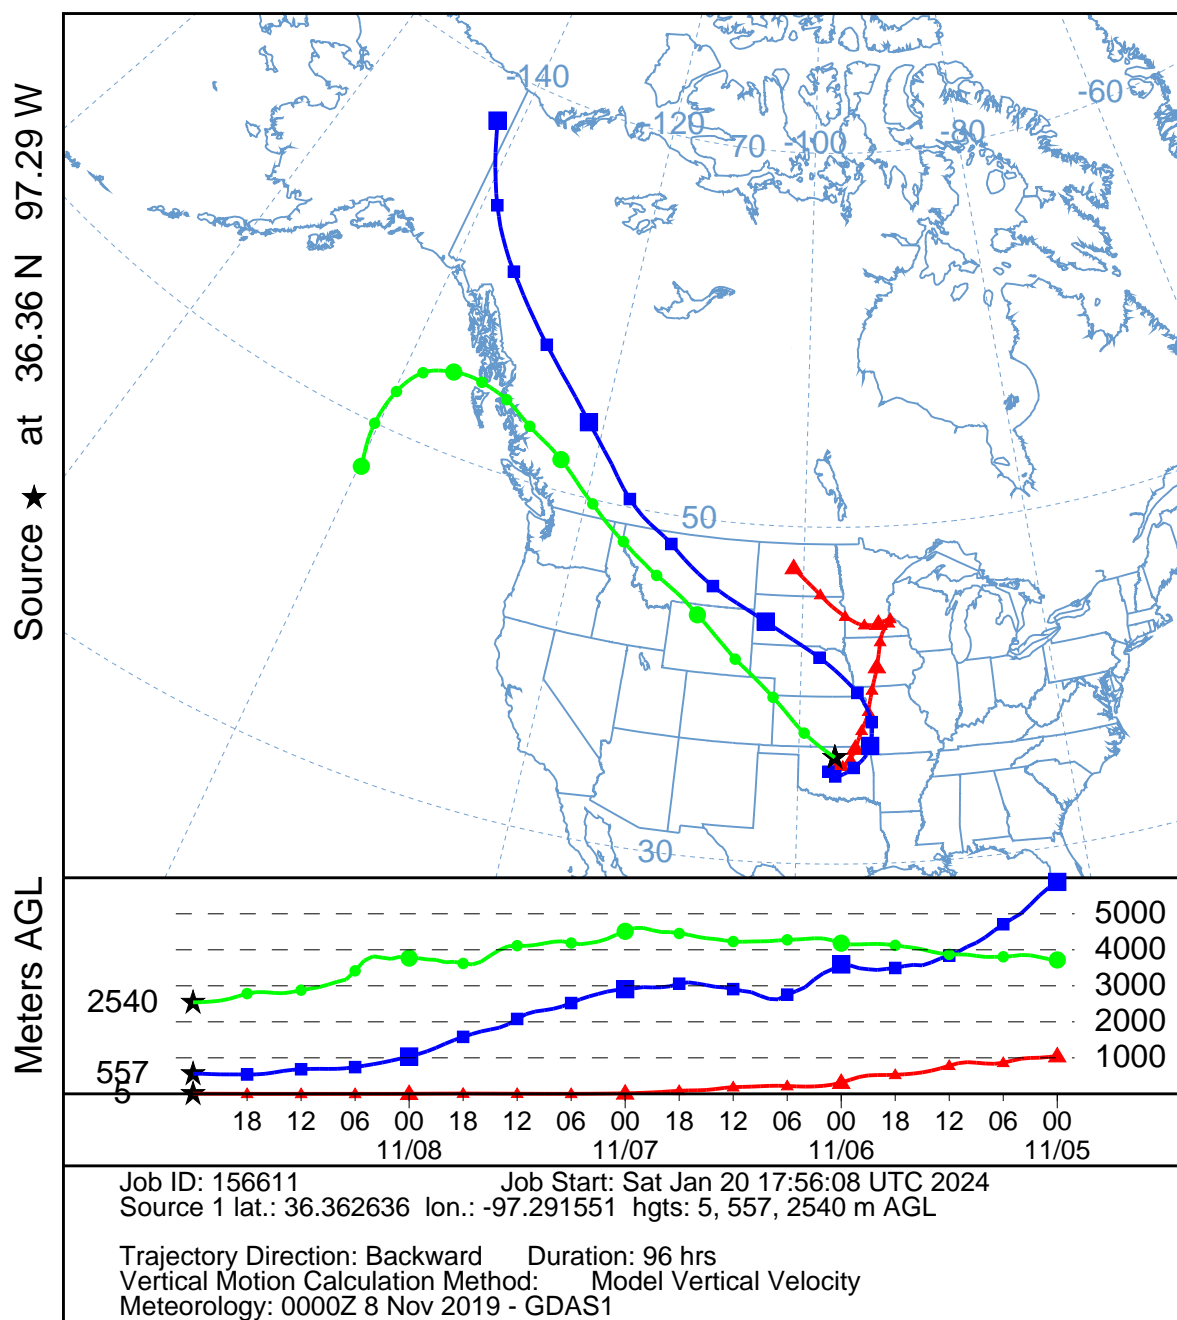 Source ★ at 36.36 N 97.29 W
-140
-120
70
-100
-80
-60
50
30
Meters AGL
2540
557
5
5000
4000
3000
2000
1000
18 12 06 00 18 12 06 00 18 12 06 00 18 12 06 00
11/08 11/07 11/06 11/05
Job ID: 156611 Job Start: Sat Jan 20 17:56:08 UTC 2024
Source 1 lat.: 36.362636 lon.: -97.291551 hgts: 5, 557, 2540 m AGL
Trajectory Direction: Backward Duration: 96 hrs
Vertical Motion Calculation Method: Model Vertical Velocity
Meteorology: 0000Z 8 Nov 2019 - GDAS1